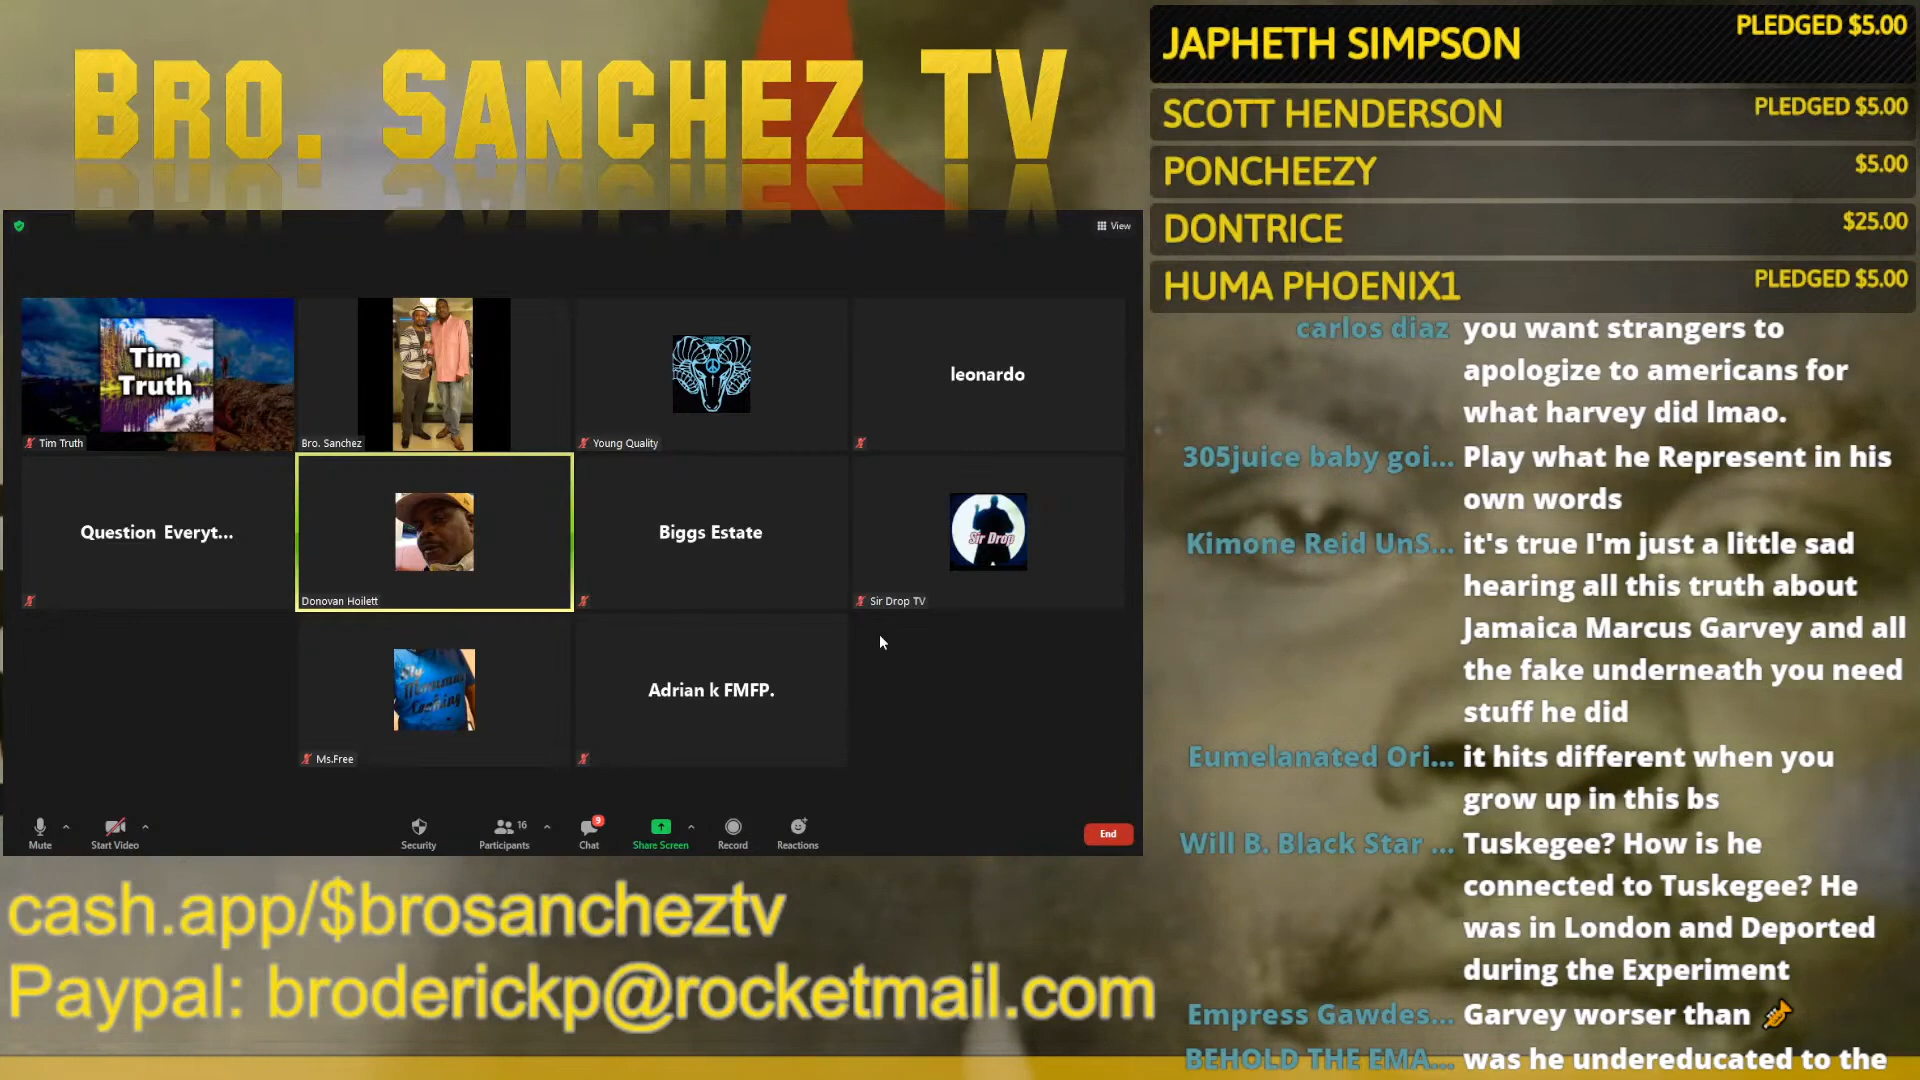 BRO. SANCHEZ TV
View
Tim
Truth
Tim Truth
Bro. Sanchez
Young Quality
leonardo
Question Everyt...
Donovan Hoilett
Biggs Estate
Sir Drop
Sir Drop TV
Ms.Free
Adrian k FMFP.
Mute
Start Video
Security
16
Participants
9
Chat
Share Screen
Record
Reactions
End
cash.app/$brosancheztv
Paypal: broderickp@rocketmail.com
JAPHETH SIMPSON PLEDGED $5.00
SCOTT HENDERSON PLEDGED $5.00
PONCHEEZY $5.00
DONTRICE $25.00
HUMA PHOENIX1 PLEDGED $5.00
carlos diaz you want strangers to
apologize to americans for
what harvey did lmao.
305juice baby goi... Play what he Represent in his
own words
Kimone Reid UnS... it's true I'm just a little sad
hearing all this truth about
Jamaica Marcus Garvey and all
the fake underneath you need
stuff he did
Eumelanated Ori... it hits different when you
grow up in this bs
Will B. Black Star ... Tuskegee? How is he
connected to Tuskegee? He
was in London and Deported
during the Experiment
Empress Gawdes... Garvey worser than
BEHOLD THE EMA... was he undereducated to the